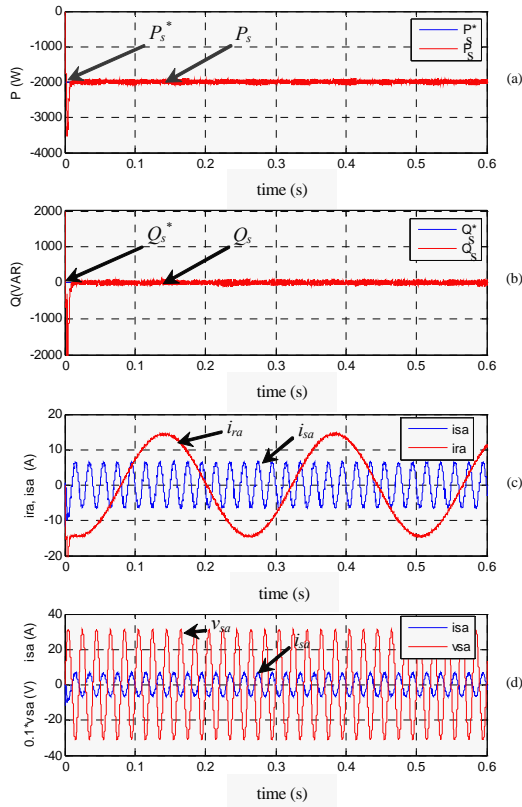 0
-1000
-2000
-3000
-4000
P (W)
P_s^*
P_s
P*
s
P
s
(a)
0 0.1 0.2 0.3 0.4 0.5 0.6
time (s)
2000
1000
0
-1000
-2000
Q(VAR)
Q_s^*
Q_s
Q*
s
Q
s
(b)
0 0.1 0.2 0.3 0.4 0.5 0.6
time (s)
20
10
0
-10
-20
ira, isa (A)
i_ra
i_sa
isa
ira
(c)
0 0.1 0.2 0.3 0.4 0.5 0.6
time (s)
40
20
0
-20
-40
0.1*vsa (V) isa (A)
v_sa
i_sa
isa
vsa
(d)
0 0.1 0.2 0.3 0.4 0.5 0.6
time (s)